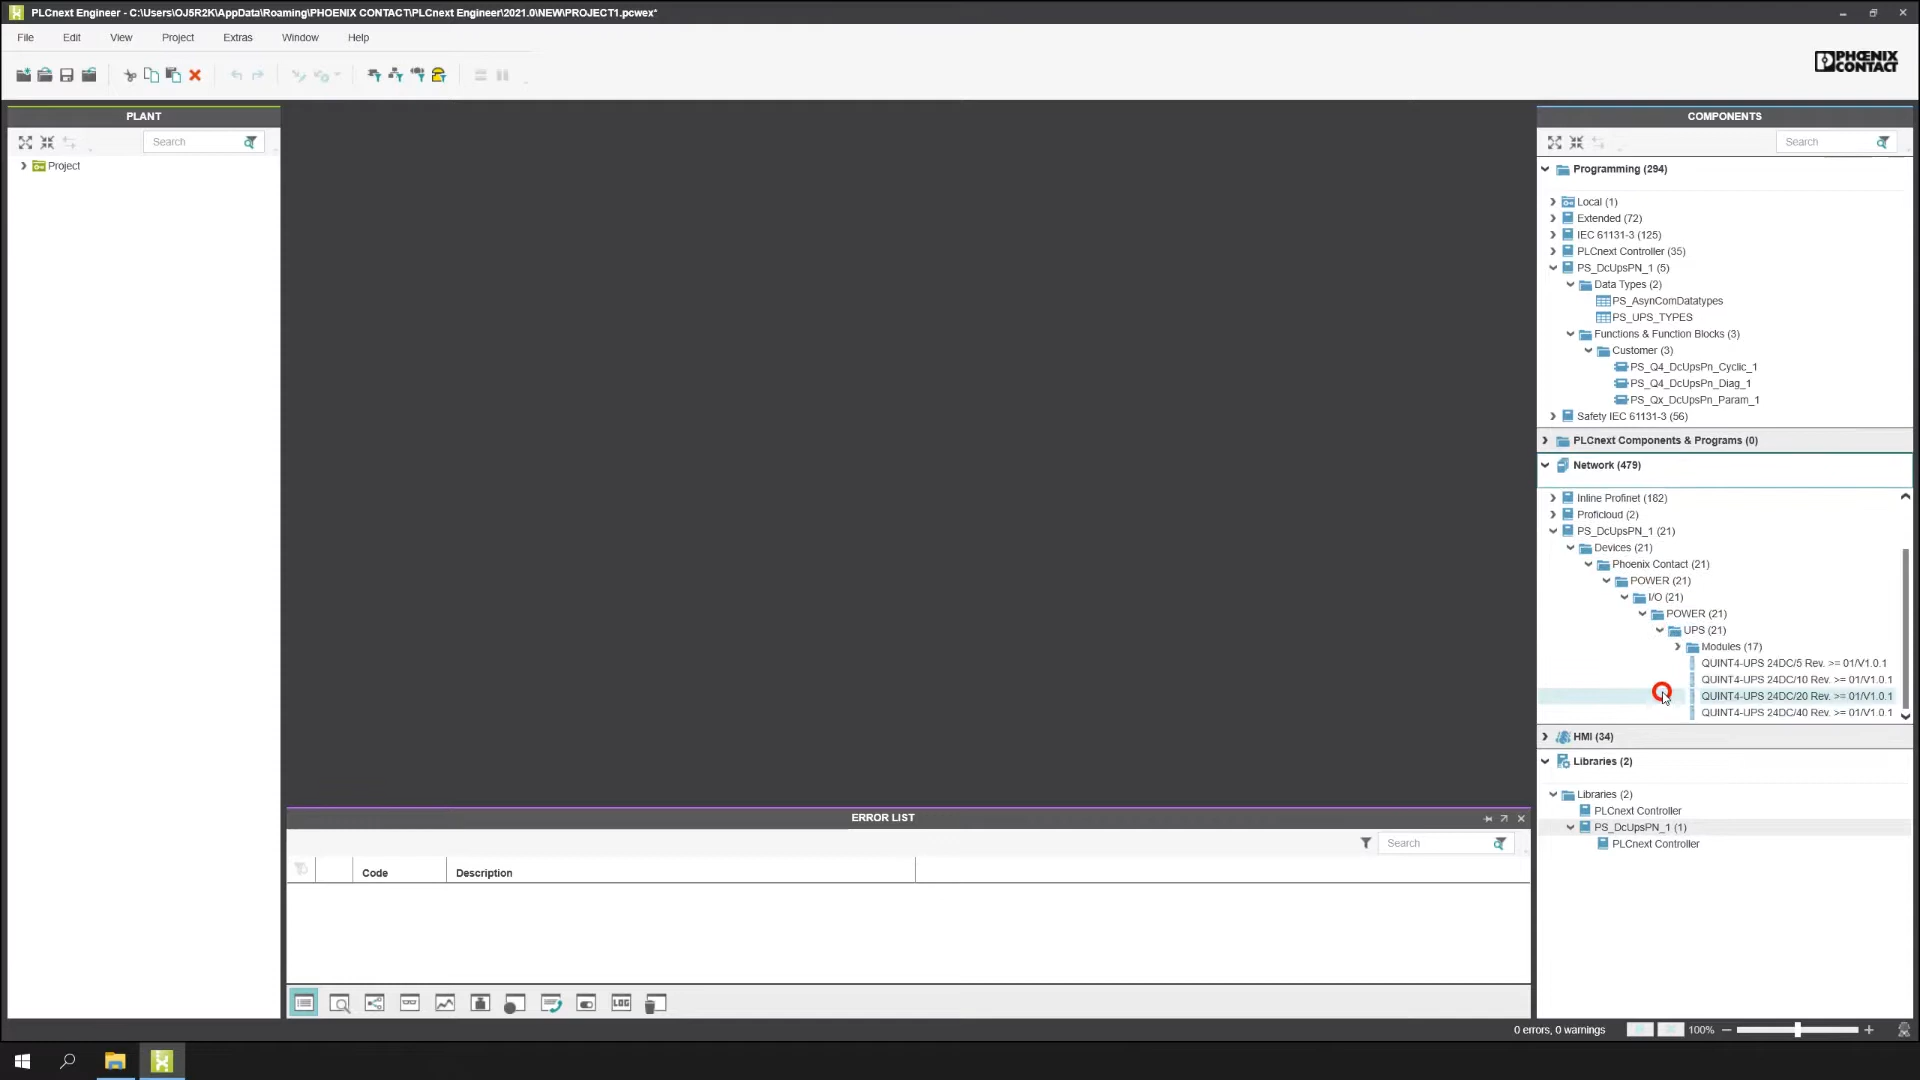 PLCnext Engineer - C:\Users\OJ5R2K\AppData\Roaming\PHOENIX CONTACT\PLCnext Engineer\2021.0\NEW\PROJECT1.pcwex*
File Edit View Project Extras Window Help
PHOENIX
CONTACT
PLANT
Search
Project
COMPONENTS
Search
Programming (294)
Local (1)
Extended (72)
IEC 61131-3 (125)
PLCnext Controller (35)
PS_DcUpsPN_1 (5)
Data Types (2)
PS_AsynComDatatypes
PS_UPS_TYPES
Functions & Function Blocks (3)
Customer (3)
PS_Q4_DcUpsPn_Cyclic_1
PS_Q4_DcUpsPn_Diag_1
PS_Qx_DcUpsPn_Param_1
Safety IEC 61131-3 (56)
PLCnext Components & Programs (0)
Network (479)
Inline Profinet (182)
Proficloud (2)
PS_DcUpsPN_1 (21)
Devices (21)
Phoenix Contact (21)
POWER (21)
I/O (21)
POWER (21)
UPS (21)
Modules (17)
QUINT4-UPS 24DC/5 Rev. >= 01/V1.0.1
QUINT4-UPS 24DC/10 Rev. >= 01/V1.0.1
QUINT4-UPS 24DC/20 Rev. >= 01/V1.0.1
QUINT4-UPS 24DC/40 Rev. >= 01/V1.0.1
HMI (34)
Libraries (2)
Libraries (2)
PLCnext Controller
PS_DcUpsPN_1 (1)
PLCnext Controller
ERROR LIST
Search
Code Description
LOG
0 errors, 0 warnings 100%